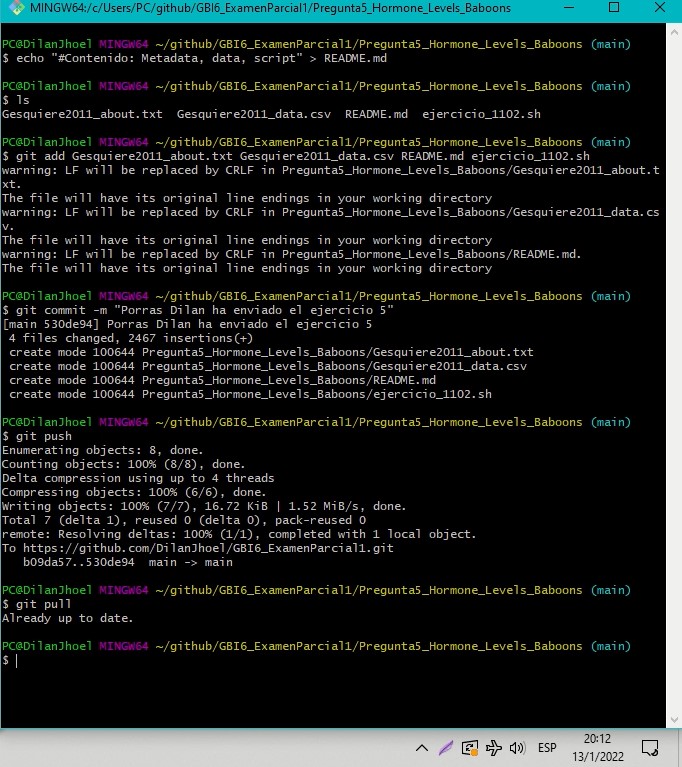 MINGW64:/c/Users/PC/github/GBI6_ExamenParcial1/Pregunta5_Hormone_Levels_Baboons
PC@DilanJhoel MINGW64 ~/github/GBI6_ExamenParcial1/Pregunta5_Hormone_Levels_Baboons (main)
$ echo "#Contenido: Metadata, data, script" > README.md
PC@DilanJhoel MINGW64 ~/github/GBI6_ExamenParcial1/Pregunta5_Hormone_Levels_Baboons (main)
$ ls
Gesquiere2011_about.txt  Gesquiere2011_data.csv  README.md  ejercicio_1102.sh
PC@DilanJhoel MINGW64 ~/github/GBI6_ExamenParcial1/Pregunta5_Hormone_Levels_Baboons (main)
$ git add Gesquiere2011_about.txt Gesquiere2011_data.csv README.md ejercicio_1102.sh
warning: LF will be replaced by CRLF in Pregunta5_Hormone_Levels_Baboons/Gesquiere2011_about.t
xt.
The file will have its original line endings in your working directory
warning: LF will be replaced by CRLF in Pregunta5_Hormone_Levels_Baboons/Gesquiere2011_data.cs
v.
The file will have its original line endings in your working directory
warning: LF will be replaced by CRLF in Pregunta5_Hormone_Levels_Baboons/README.md.
The file will have its original line endings in your working directory
PC@DilanJhoel MINGW64 ~/github/GBI6_ExamenParcial1/Pregunta5_Hormone_Levels_Baboons (main)
$ git commit -m "Porras Dilan ha enviado el ejercicio 5"
[main 530de94] Porras Dilan ha enviado el ejercicio 5
 4 files changed, 2467 insertions(+)
 create mode 100644 Pregunta5_Hormone_Levels_Baboons/Gesquiere2011_about.txt
 create mode 100644 Pregunta5_Hormone_Levels_Baboons/Gesquiere2011_data.csv
 create mode 100644 Pregunta5_Hormone_Levels_Baboons/README.md
 create mode 100644 Pregunta5_Hormone_Levels_Baboons/ejercicio_1102.sh
PC@DilanJhoel MINGW64 ~/github/GBI6_ExamenParcial1/Pregunta5_Hormone_Levels_Baboons (main)
$ git push
Enumerating objects: 8, done.
Counting objects: 100% (8/8), done.
Delta compression using up to 4 threads
Compressing objects: 100% (6/6), done.
Writing objects: 100% (7/7), 16.72 KiB | 1.52 MiB/s, done.
Total 7 (delta 1), reused 0 (delta 0), pack-reused 0
remote: Resolving deltas: 100% (1/1), completed with 1 local object.
To https://github.com/DilanJhoel/GBI6_ExamenParcial1.git
   b09da57..530de94  main -> main
PC@DilanJhoel MINGW64 ~/github/GBI6_ExamenParcial1/Pregunta5_Hormone_Levels_Baboons (main)
$ git pull
Already up to date.
PC@DilanJhoel MINGW64 ~/github/GBI6_ExamenParcial1/Pregunta5_Hormone_Levels_Baboons (main)
$
ESP
20:12
13/1/2022